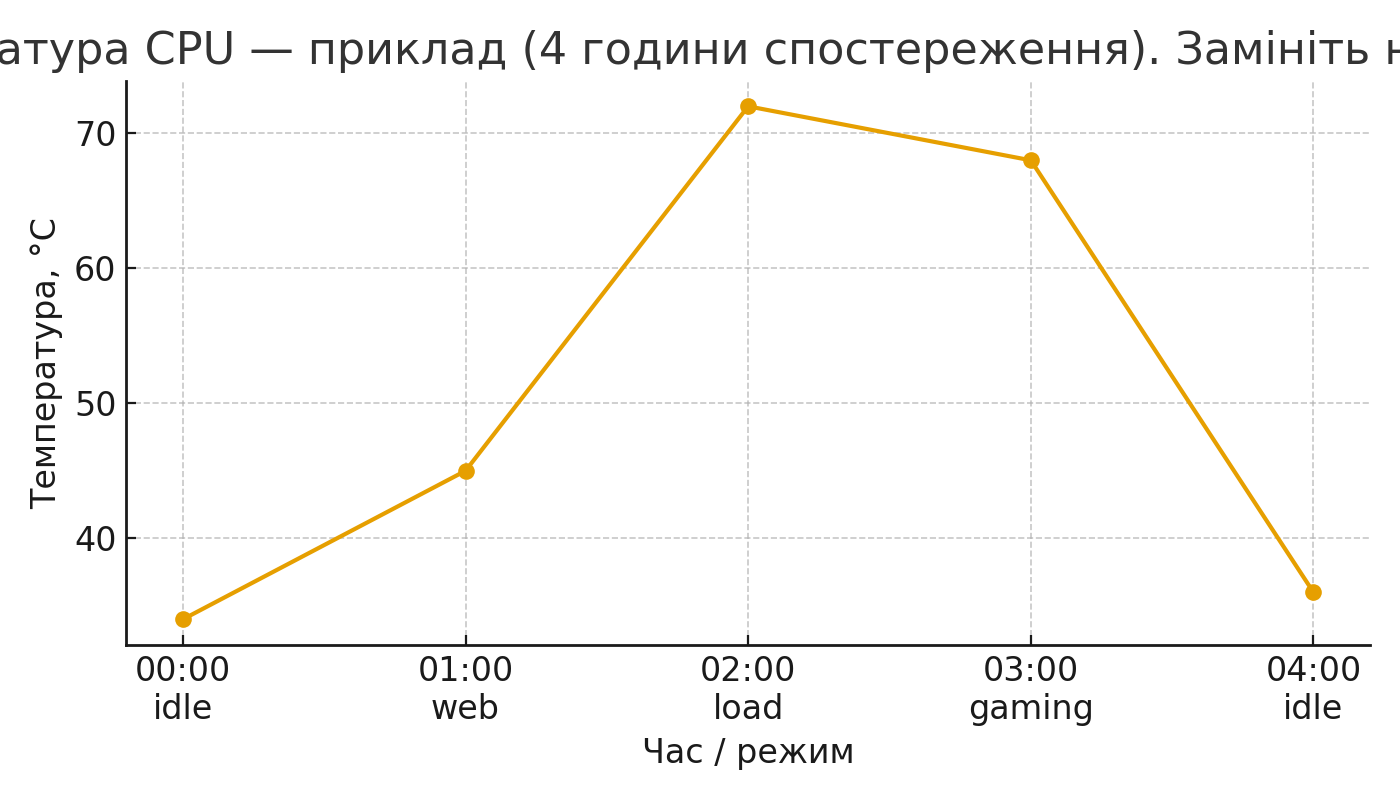 атура CPU — приклад (4 години спостереження). Замініть н
Температура, °C
70
60
50
40
00:00 01:00 02:00 03:00 04:00
idle web load gaming idle
Час / режим